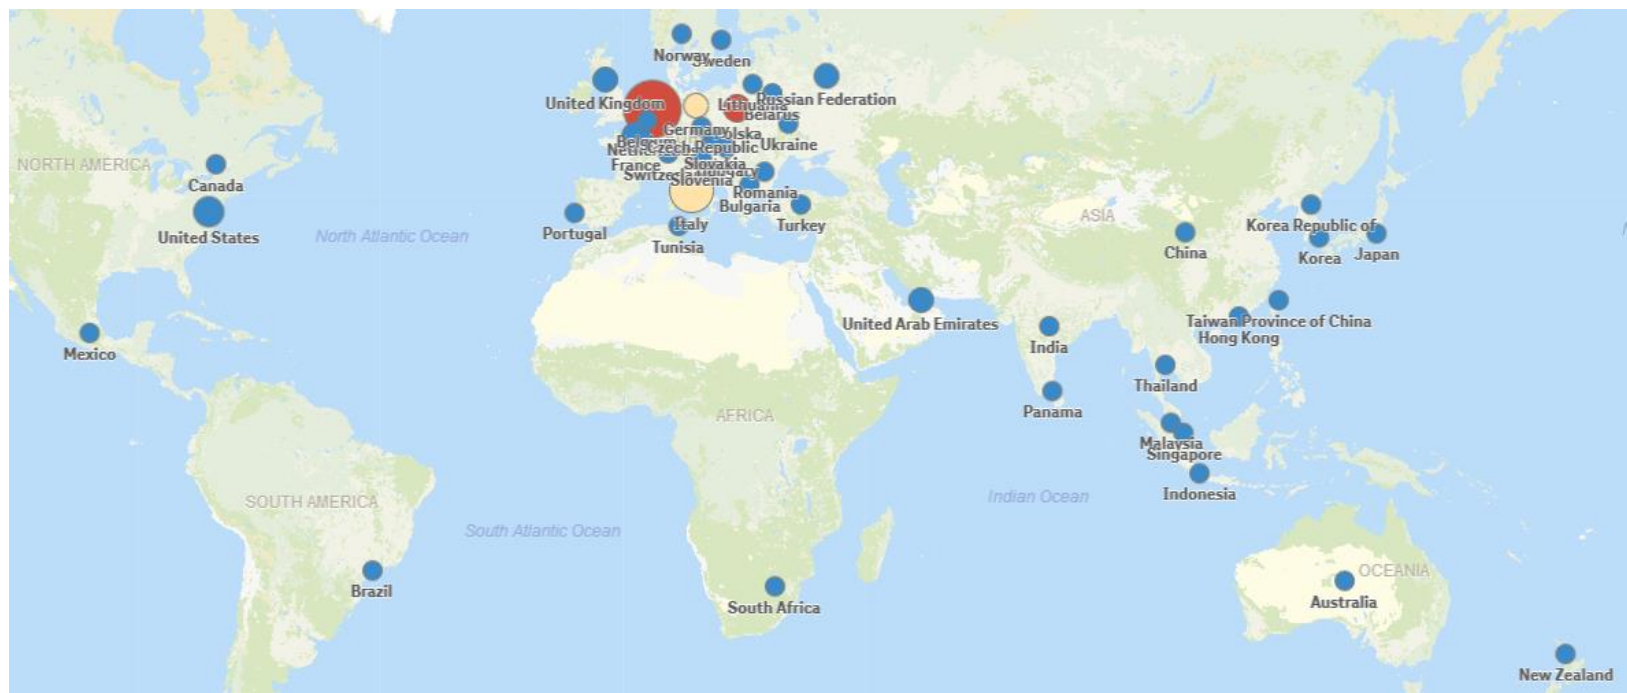 Norway
Sweden
United Kingdom
Lithuania
Russian Federation
Belarus
Germany
Polska
Ukraine
Belgium
Czech Republic
France
Slovakia
Hungary
Slovenia
Romania
Bulgaria
Italy
Turkey
Portugal
Tunisia
NORTH AMERICA
Canada
United States
North Atlantic Ocean
ASIA
China
Korea Republic of
Korea
Japan
United Arab Emirates
India
Taiwan Province of China
Hong Kong
Mexico
Thailand
Panama
AFRICA
Malaysia
Singapore
Indonesia
Indian Ocean
SOUTH AMERICA
South Atlantic Ocean
Brazil
South Africa
OCEANIA
Australia
New Zealand